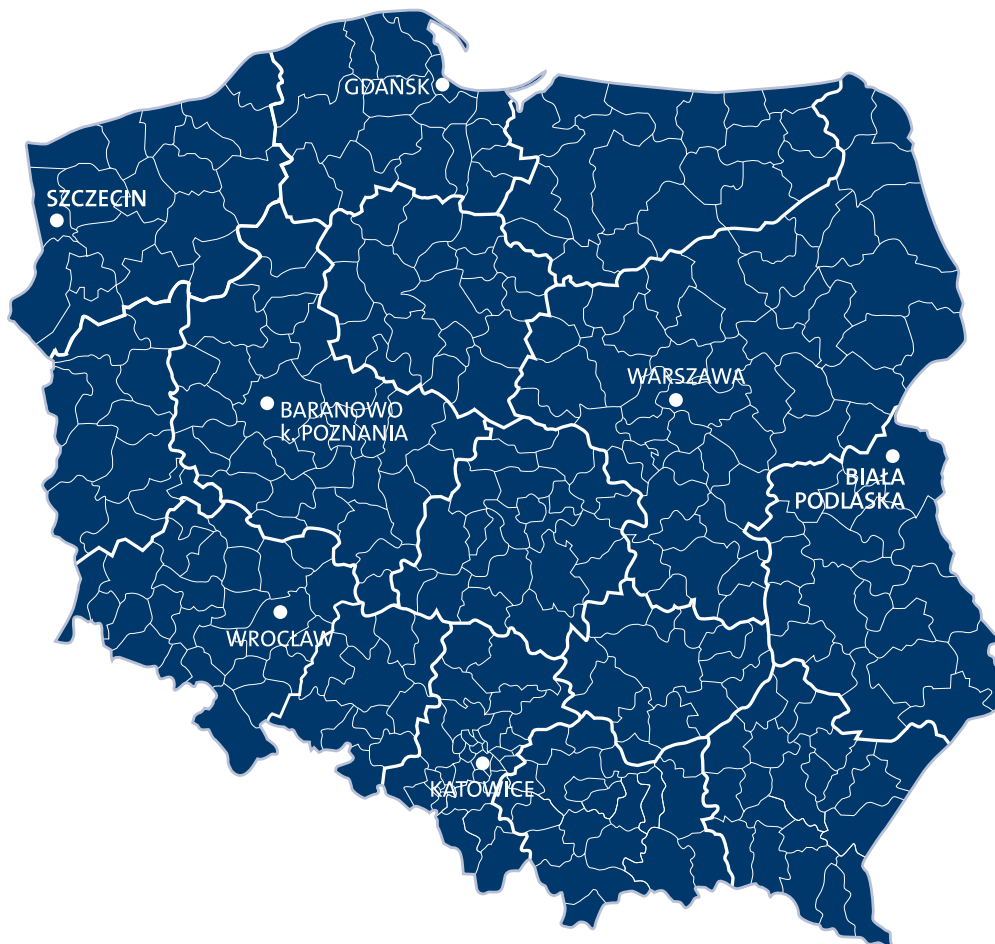 GDAŃSK
SZCZECIN
WARSZAWA
BARANOWO
k. POZNANIA
BIAŁA
PODLASKA
WROCŁAW
KATOWICE